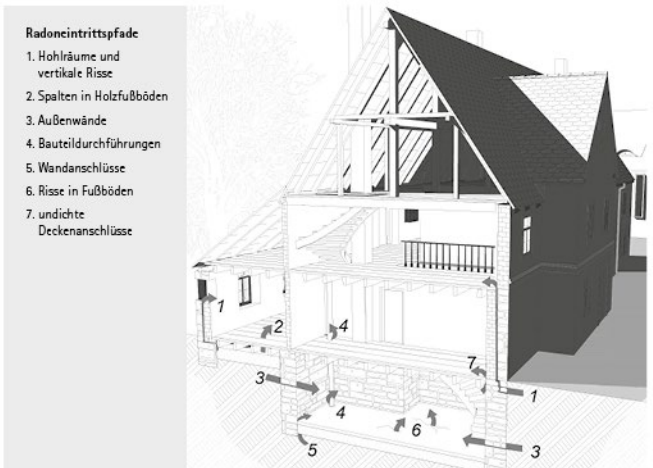 Radoneintrittspfade
1. Hohlräume und
vertikale Risse
2. Spalten in Holzfußböden
3. Außenwände
4. Bauteildurchführungen
5. Wandanschlüsse
6. Risse in Fußböden
7. undichte
Deckenanschlüsse
1
2
4
3
7
1
4
6
5
3